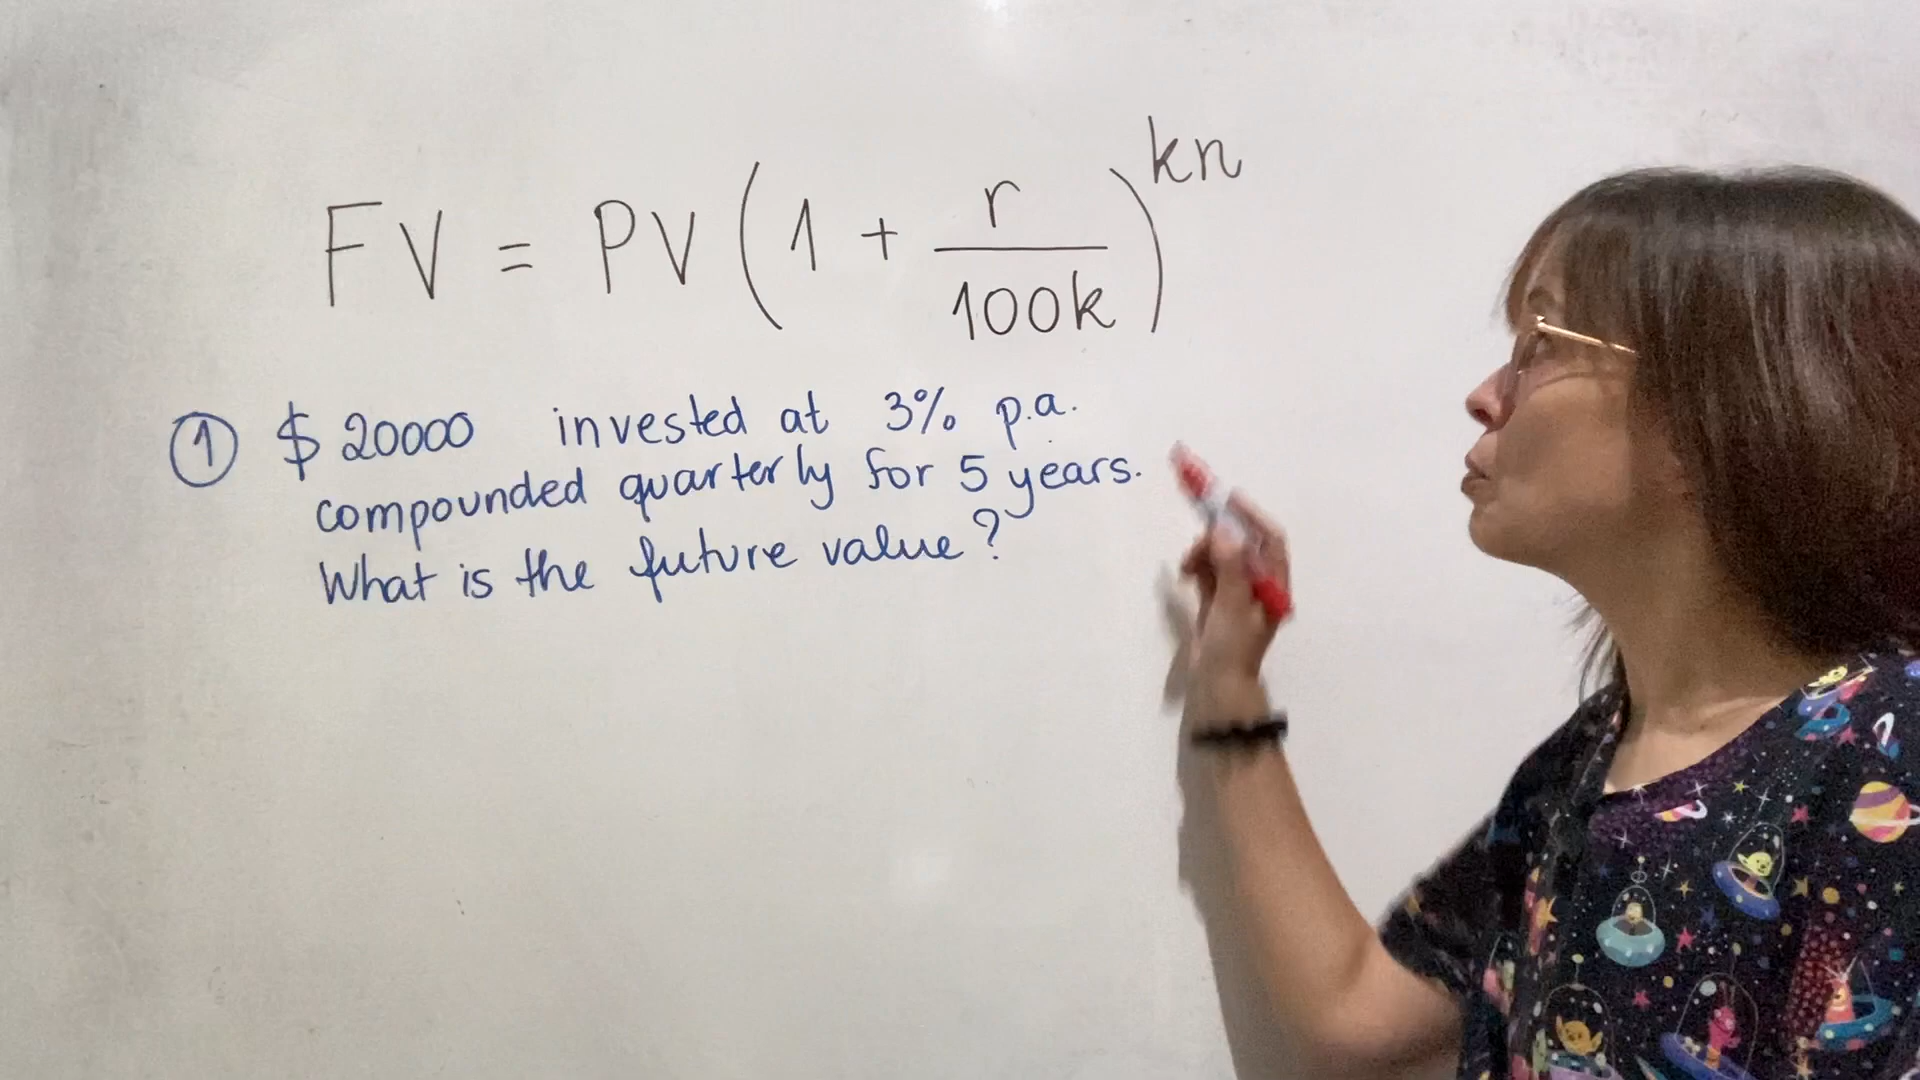 FV = PV(1 + r/100k)^kn
① $20000 invested at 3% p.a.
compounded quarterly for 5 years.
What is the future value?